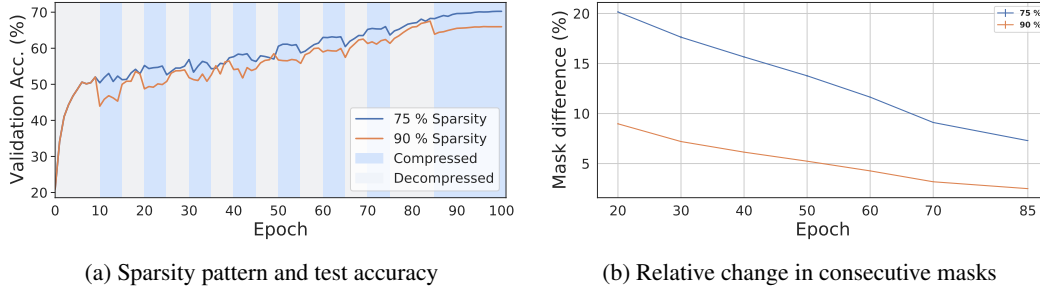 Validation Acc. (%)
70
60
50
40
30
20
0 10 20 30 40 50 60 70 80 90 100
Epoch
75 % Sparsity
90 % Sparsity
Compressed
Decompressed
(a) Sparsity pattern and test accuracy
Mask difference (%)
20
15
10
5
20 30 40 50 60 70 85
Epoch
75 %
90 %
(b) Relative change in consecutive masks